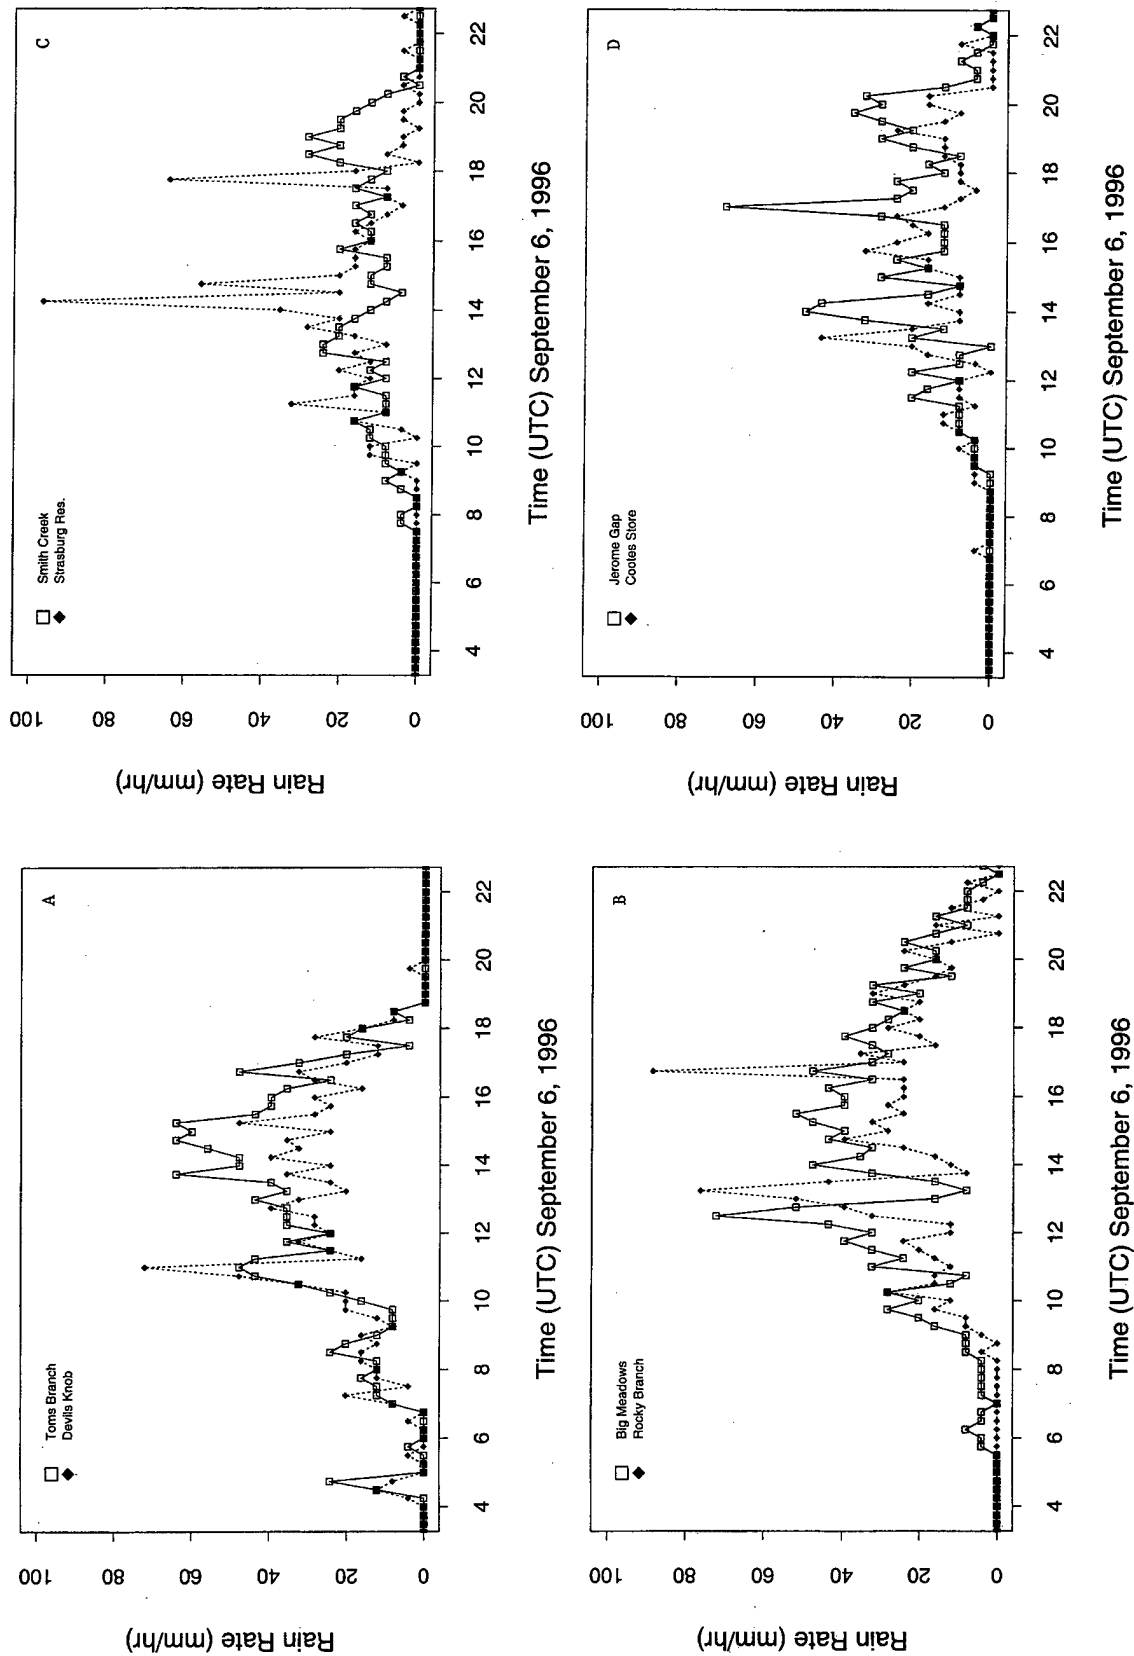 A
□ Toms Branch
◆ Devils Knob
Rain Rate (mm/hr)
0 20 40 60 80 100
4 6 8 10 12 14 16 18 20 22
Time (UTC) September 6, 1996
C
□ Smith Creek
◆ Strasburg Res.
Rain Rate (mm/hr)
0 20 40 60 80 100
4 6 8 10 12 14 16 18 20 22
Time (UTC) September 6, 1996
B
□ Big Meadows
◆ Rocky Branch
Rain Rate (mm/hr)
0 20 40 60 80 100
4 6 8 10 12 14 16 18 20 22
Time (UTC) September 6, 1996
D
□ Jerome Gap
◆ Cootes Store
Rain Rate (mm/hr)
0 20 40 60 80 100
4 6 8 10 12 14 16 18 20 22
Time (UTC) September 6, 1996